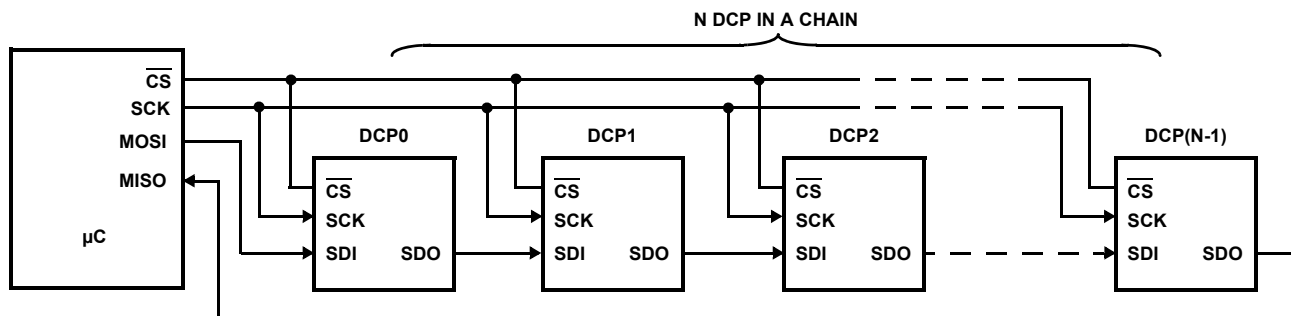 N DCP IN A CHAIN
CS
SCK
MOSI
MISO
µC
DCP0
CS
SCK
SDI SDO
DCP1
CS
SCK
SDI SDO
DCP2
CS
SCK
SDI SDO
DCP(N-1)
CS
SCK
SDI SDO